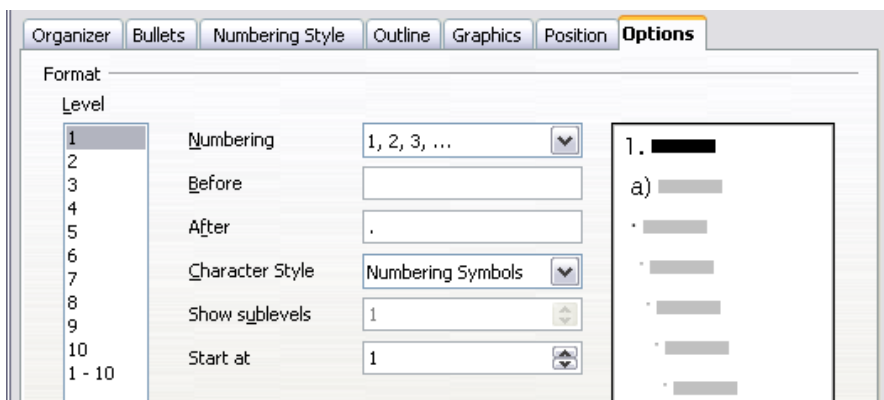 Organizer Bullets Numbering Style Outline Graphics Position Options
Format
Level
1
2
3
4
5
6
7
8
9
10
1 - 10
Numbering 1, 2, 3, ...
Before
After .
Character Style Numbering Symbols
Show sublevels 1
Start at 1
1.
a)